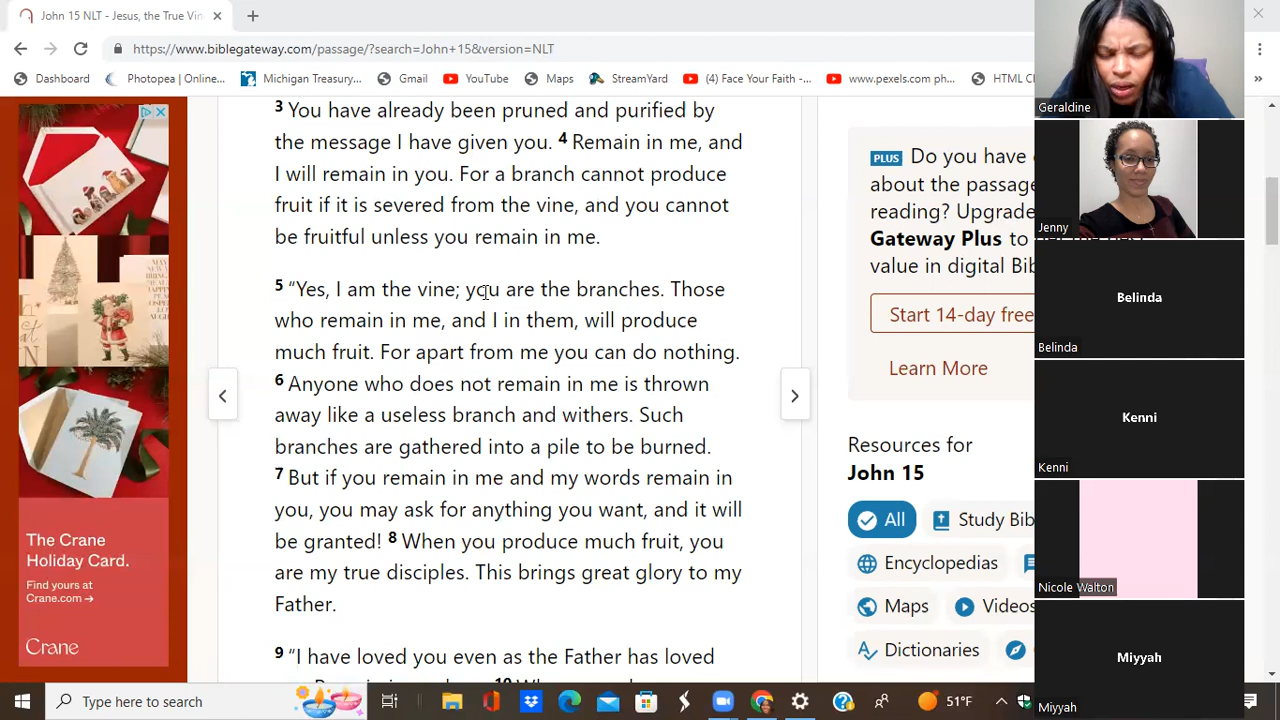 John 15 NLT - Jesus, the True Vin
https://www.biblegateway.com/passage/?search=John+15&version=NLT
Dashboard
Photopea | Online...
Michigan Treasury...
Gmail
YouTube
Maps
StreamYard
(4) Face Your Faith -...
www.pexels.com ph...
HTML C
3 You have already been pruned and purified by
the message I have given you. 4 Remain in me, and
I will remain in you. For a branch cannot produce
fruit if it is severed from the vine, and you cannot
be fruitful unless you remain in me.
5 “Yes, I am the vine; you are the branches. Those
who remain in me, and I in them, will produce
much fruit. For apart from me you can do nothing.
6 Anyone who does not remain in me is thrown
away like a useless branch and withers. Such
branches are gathered into a pile to be burned.
7 But if you remain in me and my words remain in
you, you may ask for anything you want, and it will
be granted! 8 When you produce much fruit, you
are my true disciples. This brings great glory to my
Father.
9 “I have loved you even as the Father has loved
The Crane
Holiday Card.
Find yours at
Crane.com →
Crane
PLUS Do you have
about the passage
reading? Upgrade
Gateway Plus to
value in digital Bib
Start 14-day free
Learn More
Resources for
John 15
All
Study Bib
Encyclopedias
Maps
Videos
Dictionaries
Geraldine
Jenny
Belinda
Belinda
Kenni
Kenni
Nicole Walton
Miyyah
Miyyah
Type here to search
51°F